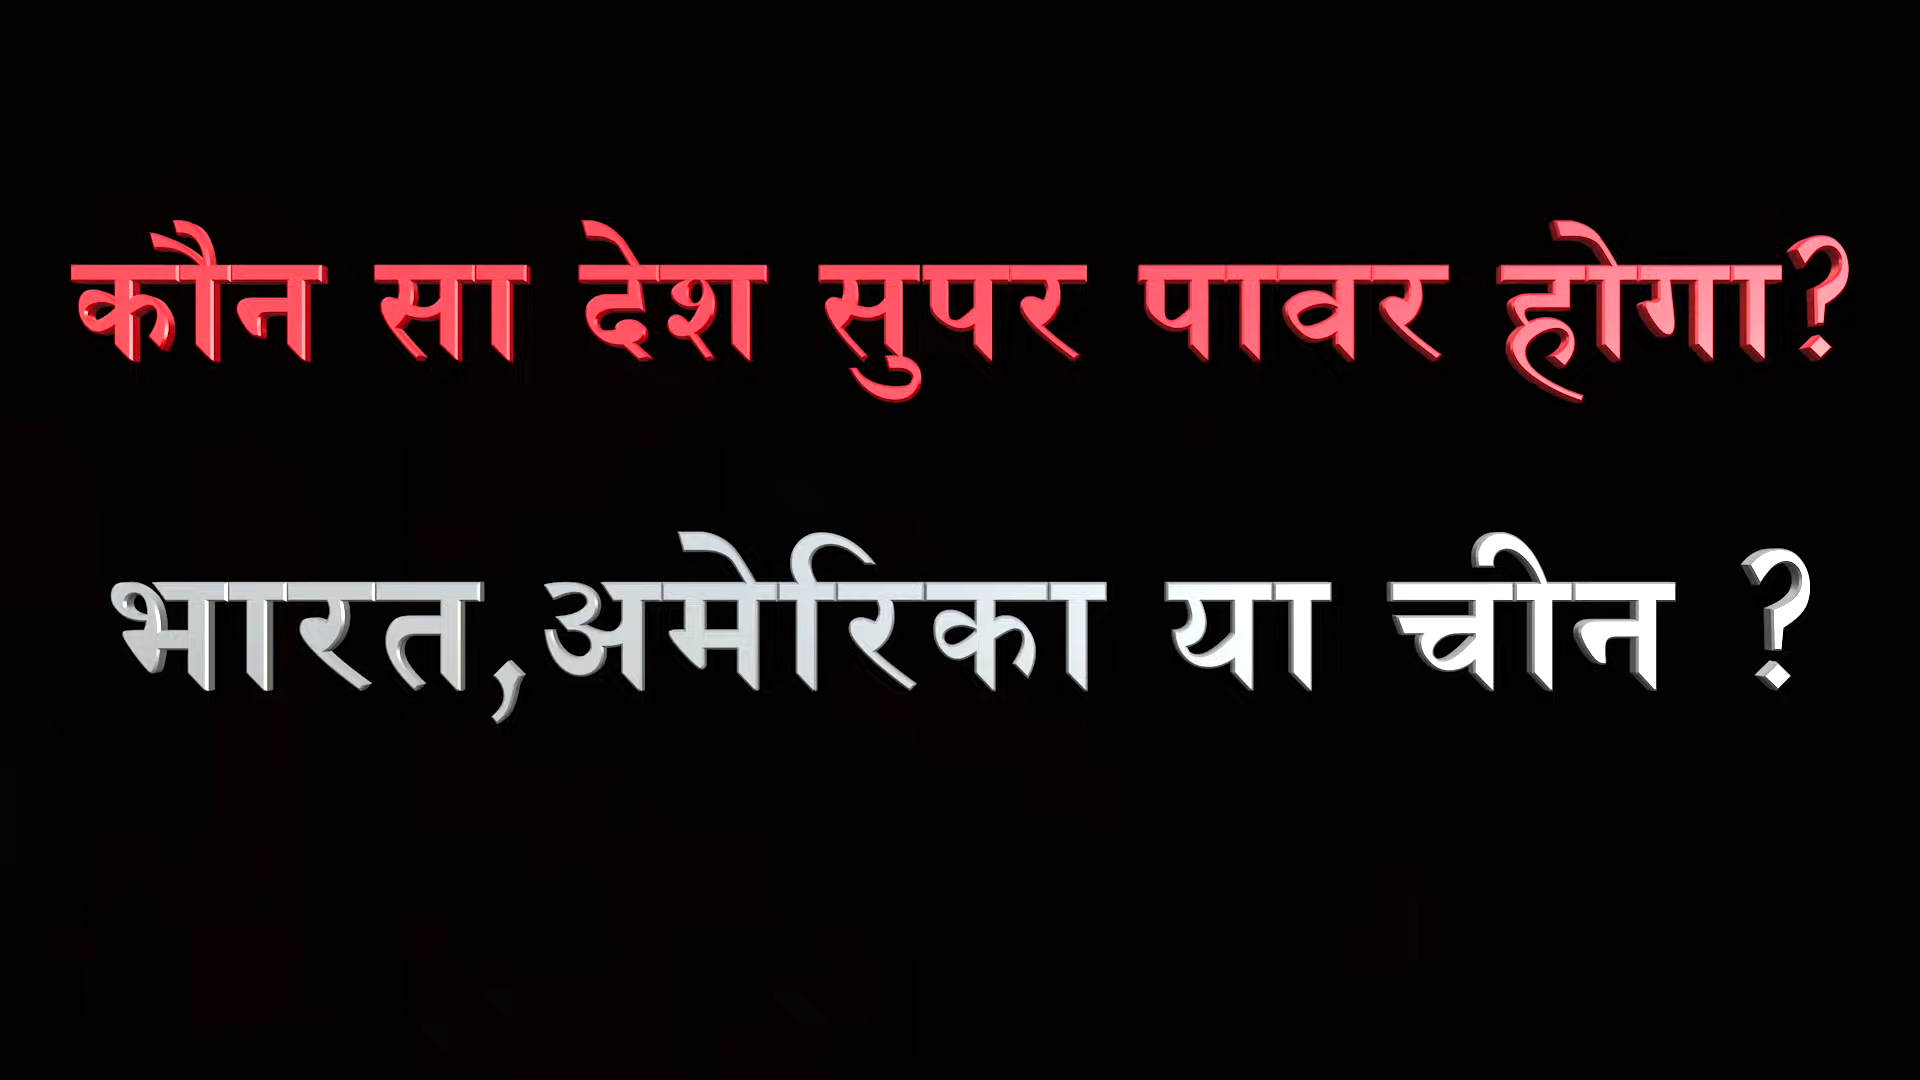 कौन सा देश सुपर पावर होगा?
भारत,अमेरिका या चीन ?